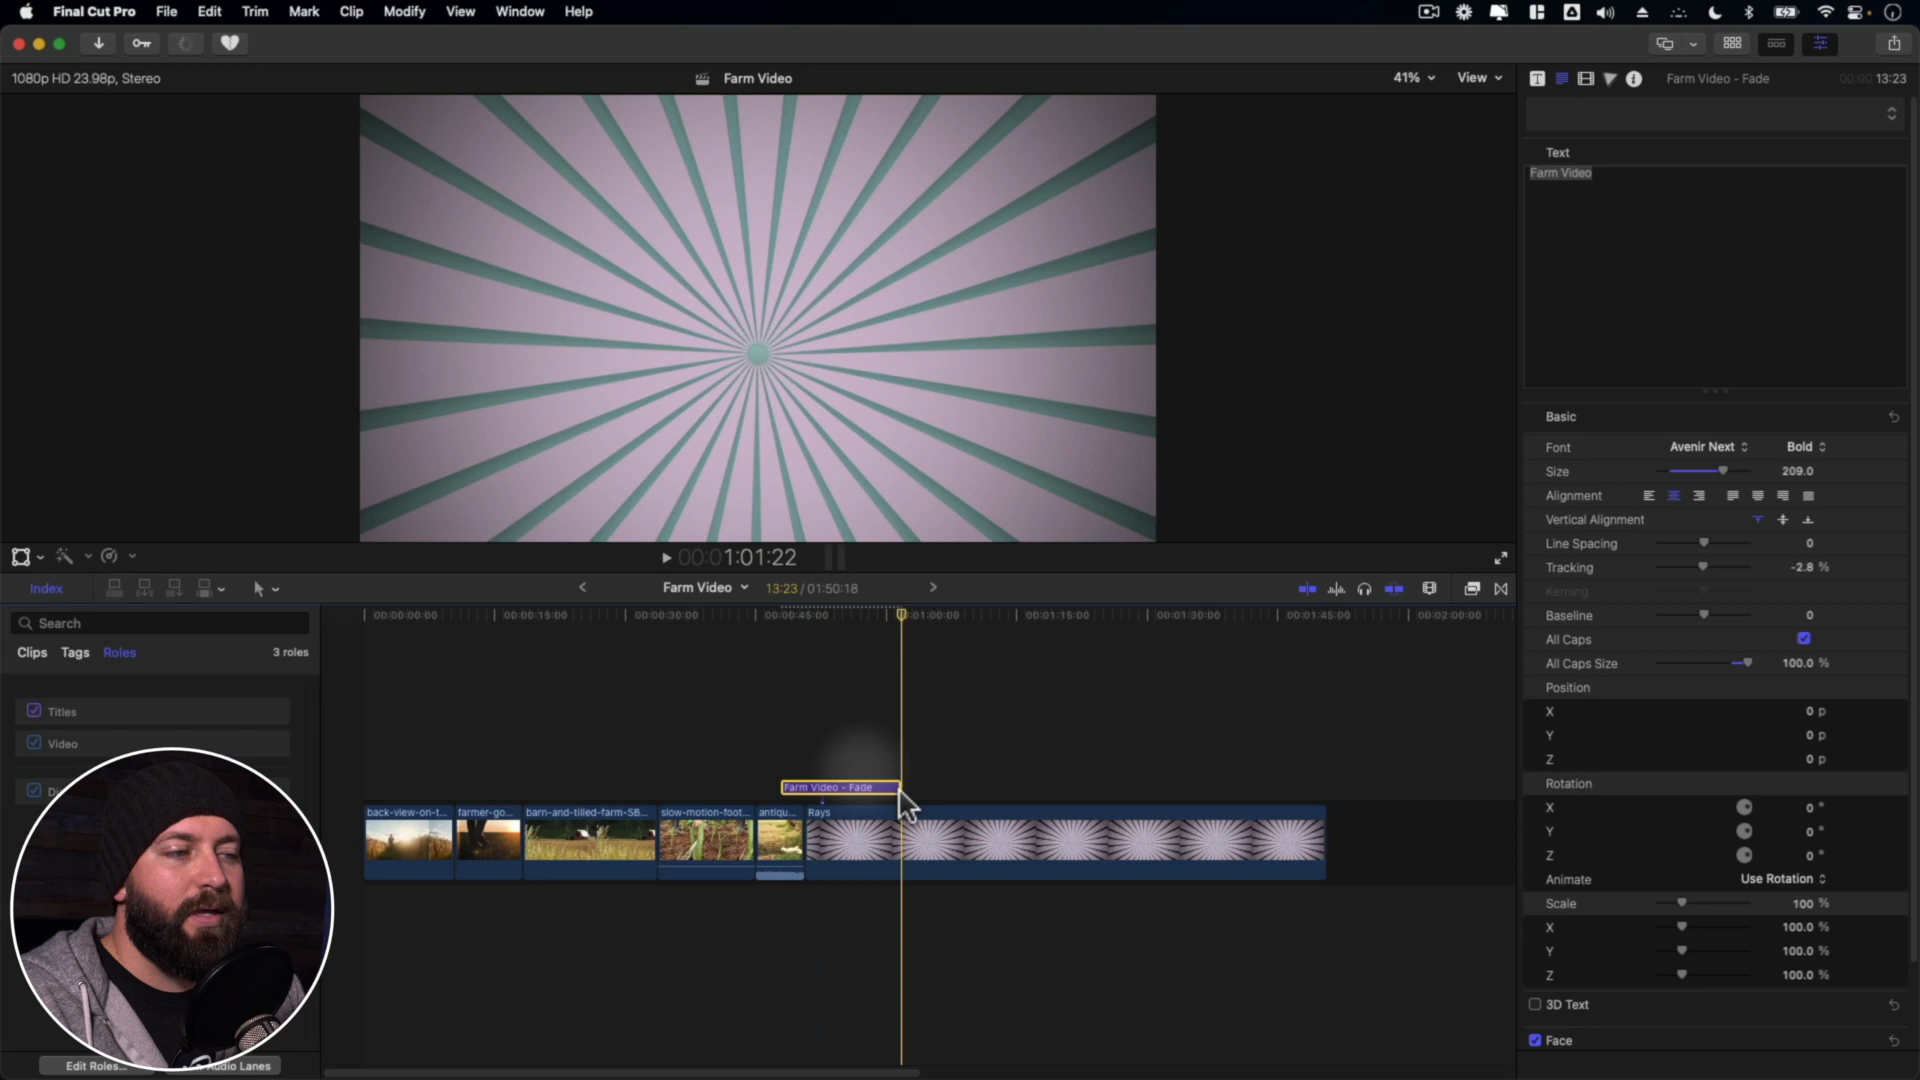 Final Cut Pro File Edit Trim Mark Clip Modify View Window Help
1080p HD 23.98p, Stereo
Farm Video
41%
View
Farm Video - Fade
00:00:13:23
Text
Farm Video
Basic
Font Avenir Next Bold
Size 209.0
Alignment
Vertical Alignment
Line Spacing 0
Tracking -2.8 %
Kerning
Baseline 0
All Caps
All Caps Size 100.0 %
Position
X 0 p
Y 0 p
Z 0 p
Rotation
X 0 °
Y 0 °
Z 0 °
Animate Use Rotation
Scale 100 %
X 100.0 %
Y 100.0 %
Z 100.0 %
3D Text
Face
00:01:01:22
Index
Farm Video
13:23 / 01:50:18
Search
Clips Tags Roles 3 roles
Titles
Video
Edit Roles...
Audio Lanes
00:00:00:00 00:00:15:00 00:00:30:00 00:00:45:00 00:01:00:00 00:01:15:00 00:01:30:00 00:01:45:00 00:02:00:00
Farm Video - Fade
back-view-on-t... farmer-go... barn-and-tilled-farm-SB... slow-motion-foot... antiqu... Rays